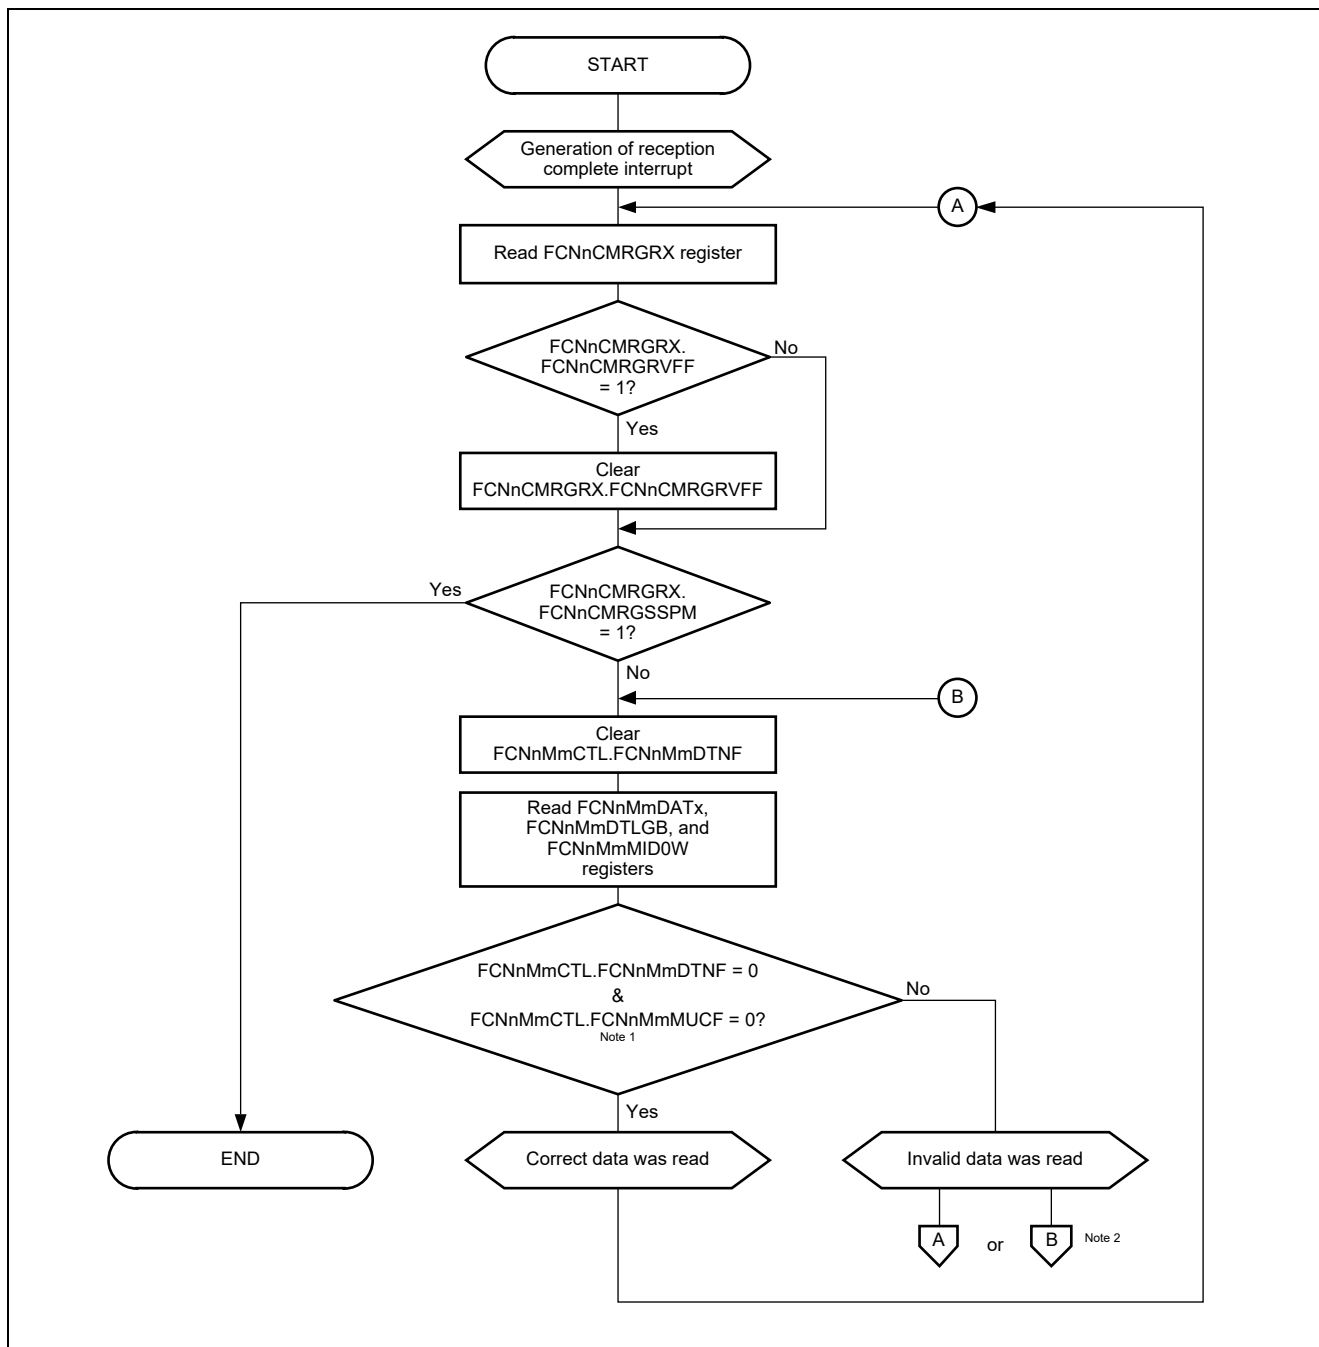 START
Generation of reception
complete interrupt
A
Read FCNnCMRGRX register
FCNnCMRGRX.
FCNnCMRGRVFF
= 1?
No
Yes
Clear
FCNnCMRGRX.FCNnCMRGRVFF
Yes
FCNnCMRGRX.
FCNnCMRGSSPM
= 1?
No
B
Clear
FCNnMmCTL.FCNnMmDTNF
Read FCNnMmDATx,
FCNnMmDTLGB, and
FCNnMmMID0W
registers
FCNnMmCTL.FCNnMmDTNF = 0
&
FCNnMmCTL.FCNnMmMUCF = 0?
Note 1
No
Yes
END
Correct data was read
Invalid data was read
A
or
B
Note 2